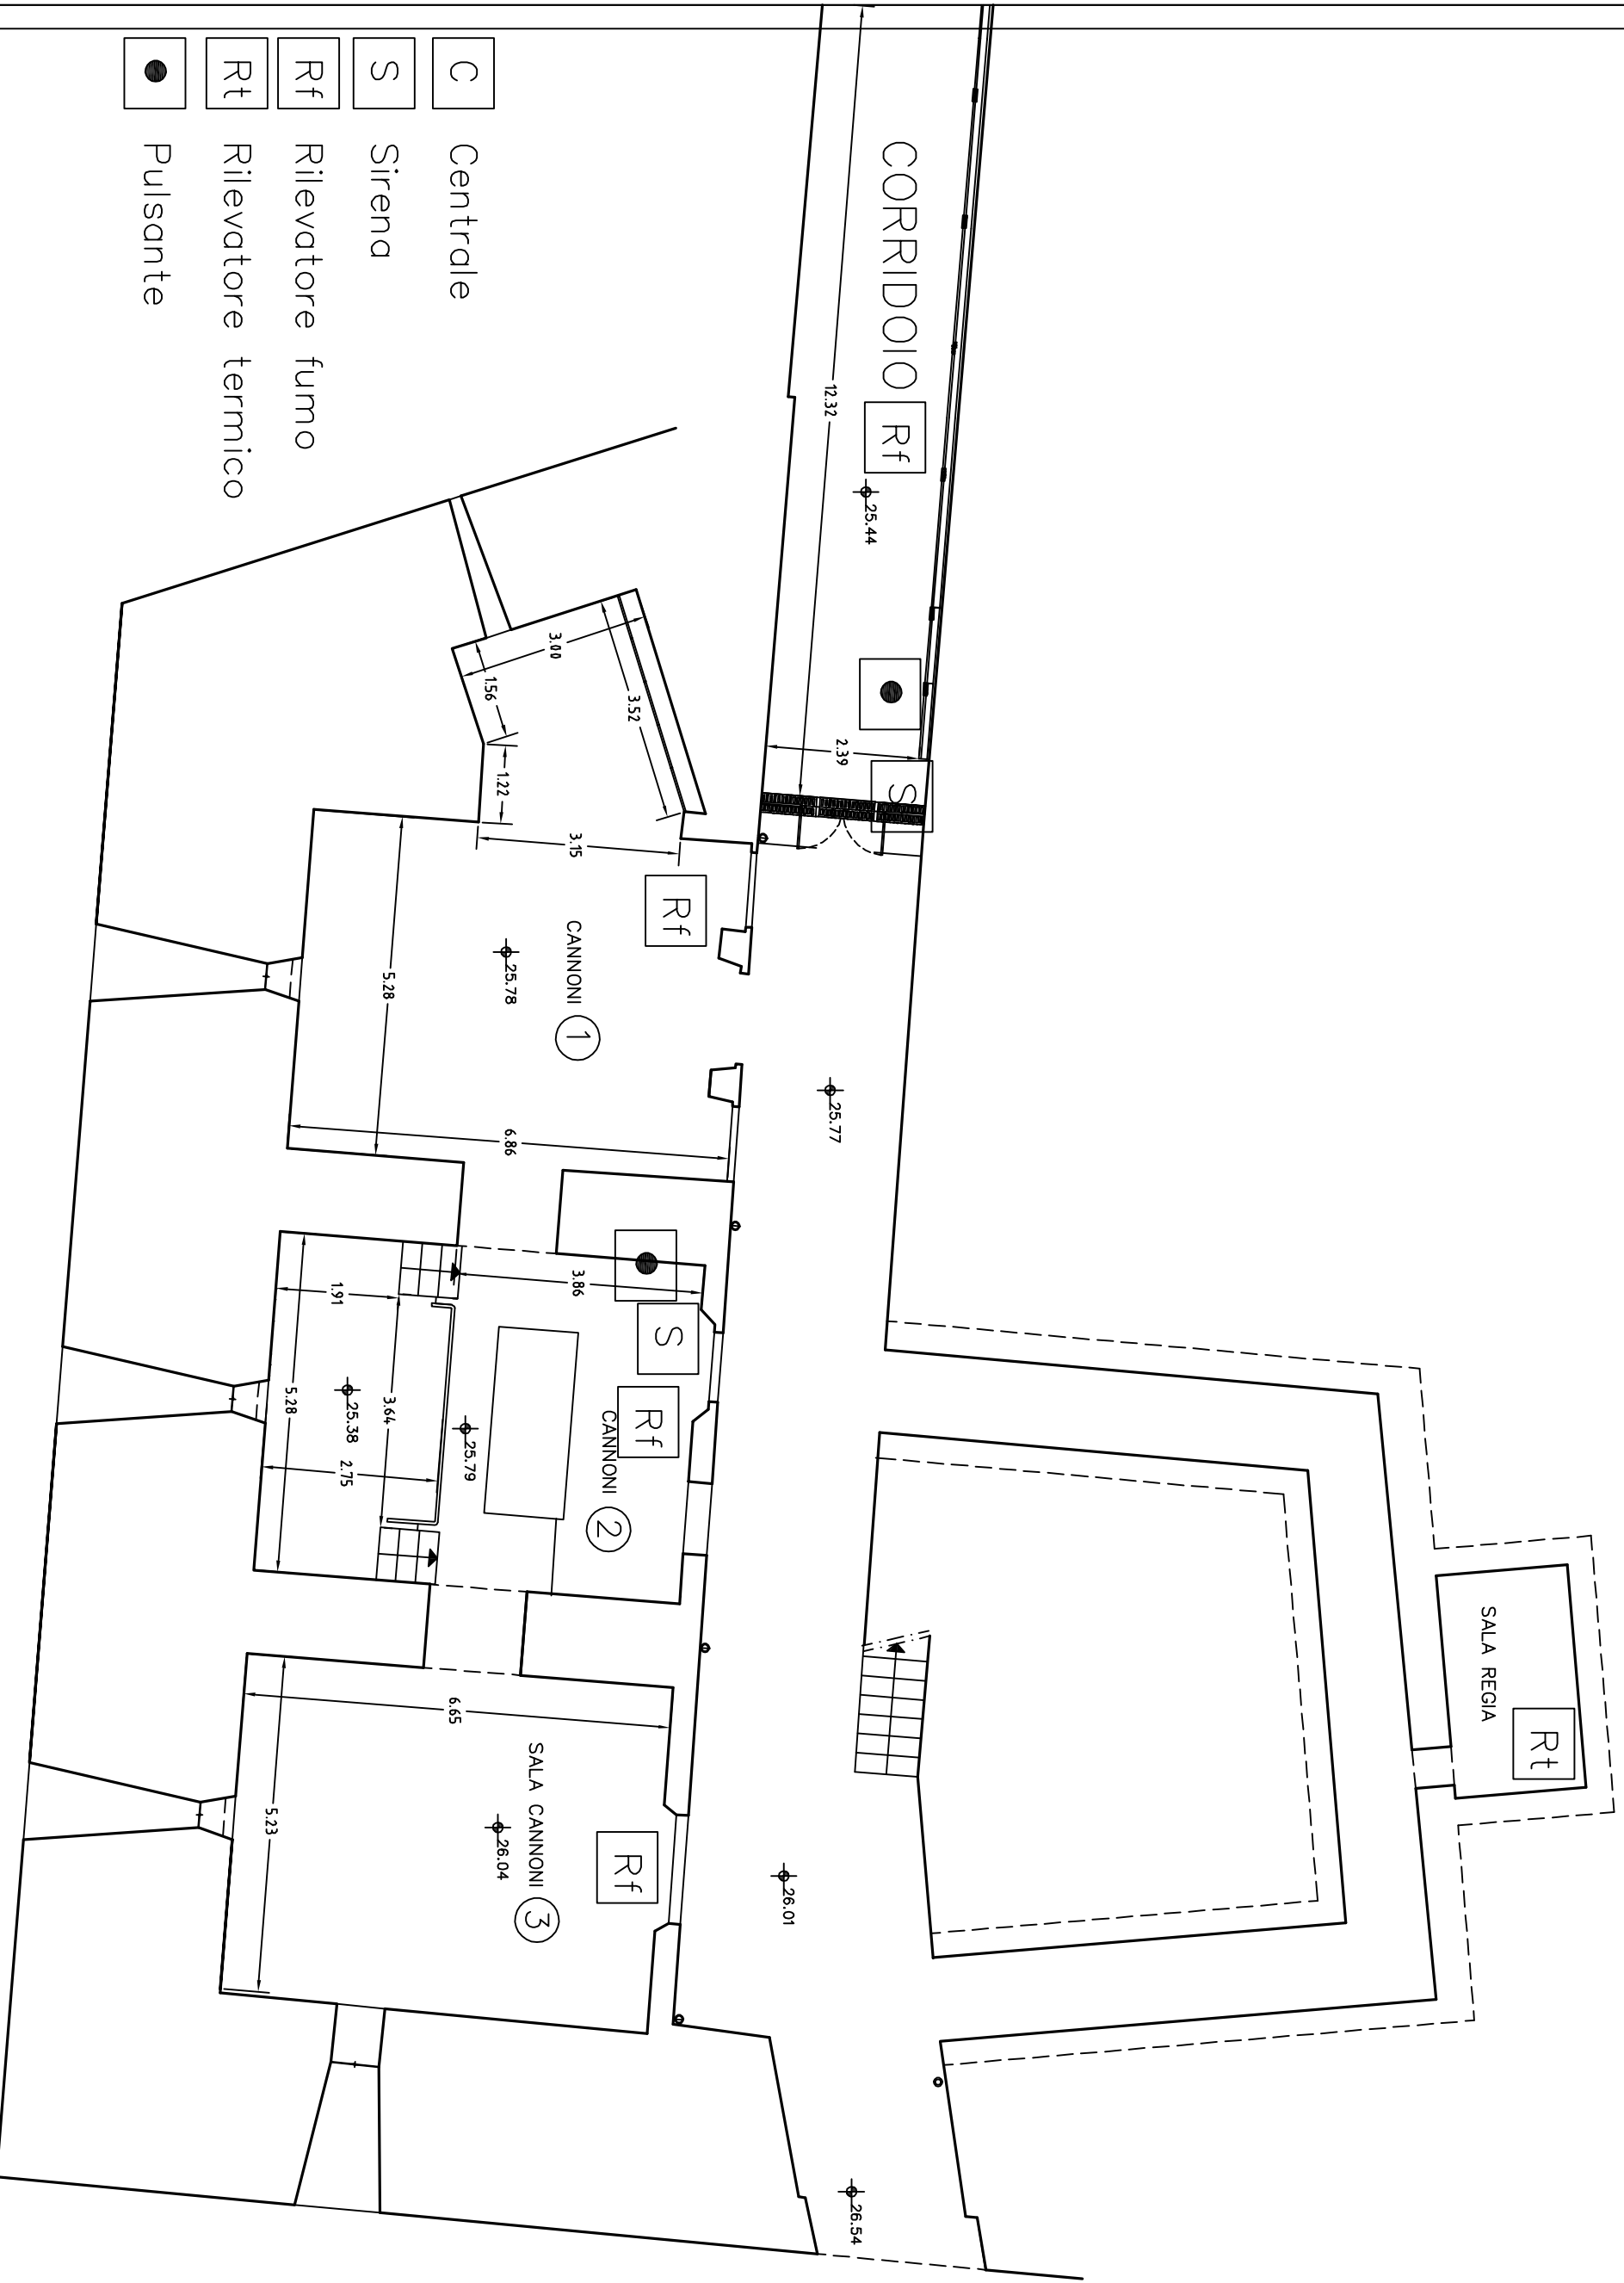 C Centrale
S Sirena
Rf Rilevatore fumo
Rt Rilevatore termico
Pulsante
CORRIDOIO
Rf
12.32
25.44
2.39
S
3.00
3.52
1.56
1.22
3.15
Rf
CANNONI 1
25.78
5.28
6.86
25.77
3.86
S
Rf
CANNONI 2
1.91
5.28
25.38
3.64
2.75
25.79
SALA REGIA
Rt
6.65
SALA CANNONI 3
5.23
26.04
Rf
26.01
26.54